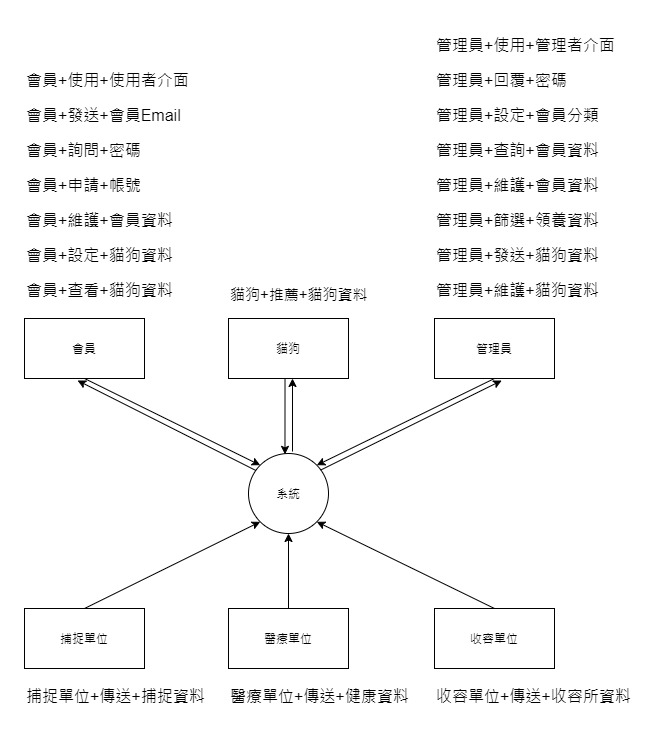 管理員+使用+管理者介面
會員+使用+使用者介面
管理員+回覆+密碼
會員+發送+會員Email
管理員+設定+會員分類
會員+詢問+密碼
管理員+查詢+會員資料
會員+申請+帳號
管理員+維護+會員資料
會員+維護+會員資料
管理員+篩選+領養資料
會員+設定+貓狗資料
管理員+發送+貓狗資料
會員+查看+貓狗資料
貓狗+推薦+貓狗資料
管理員+維護+貓狗資料
會員
貓狗
管理員
系統
捕捉單位
醫療單位
收容單位
捕捉單位+傳送+捕捉資料
醫療單位+傳送+健康資料
收容單位+傳送+收容所資料